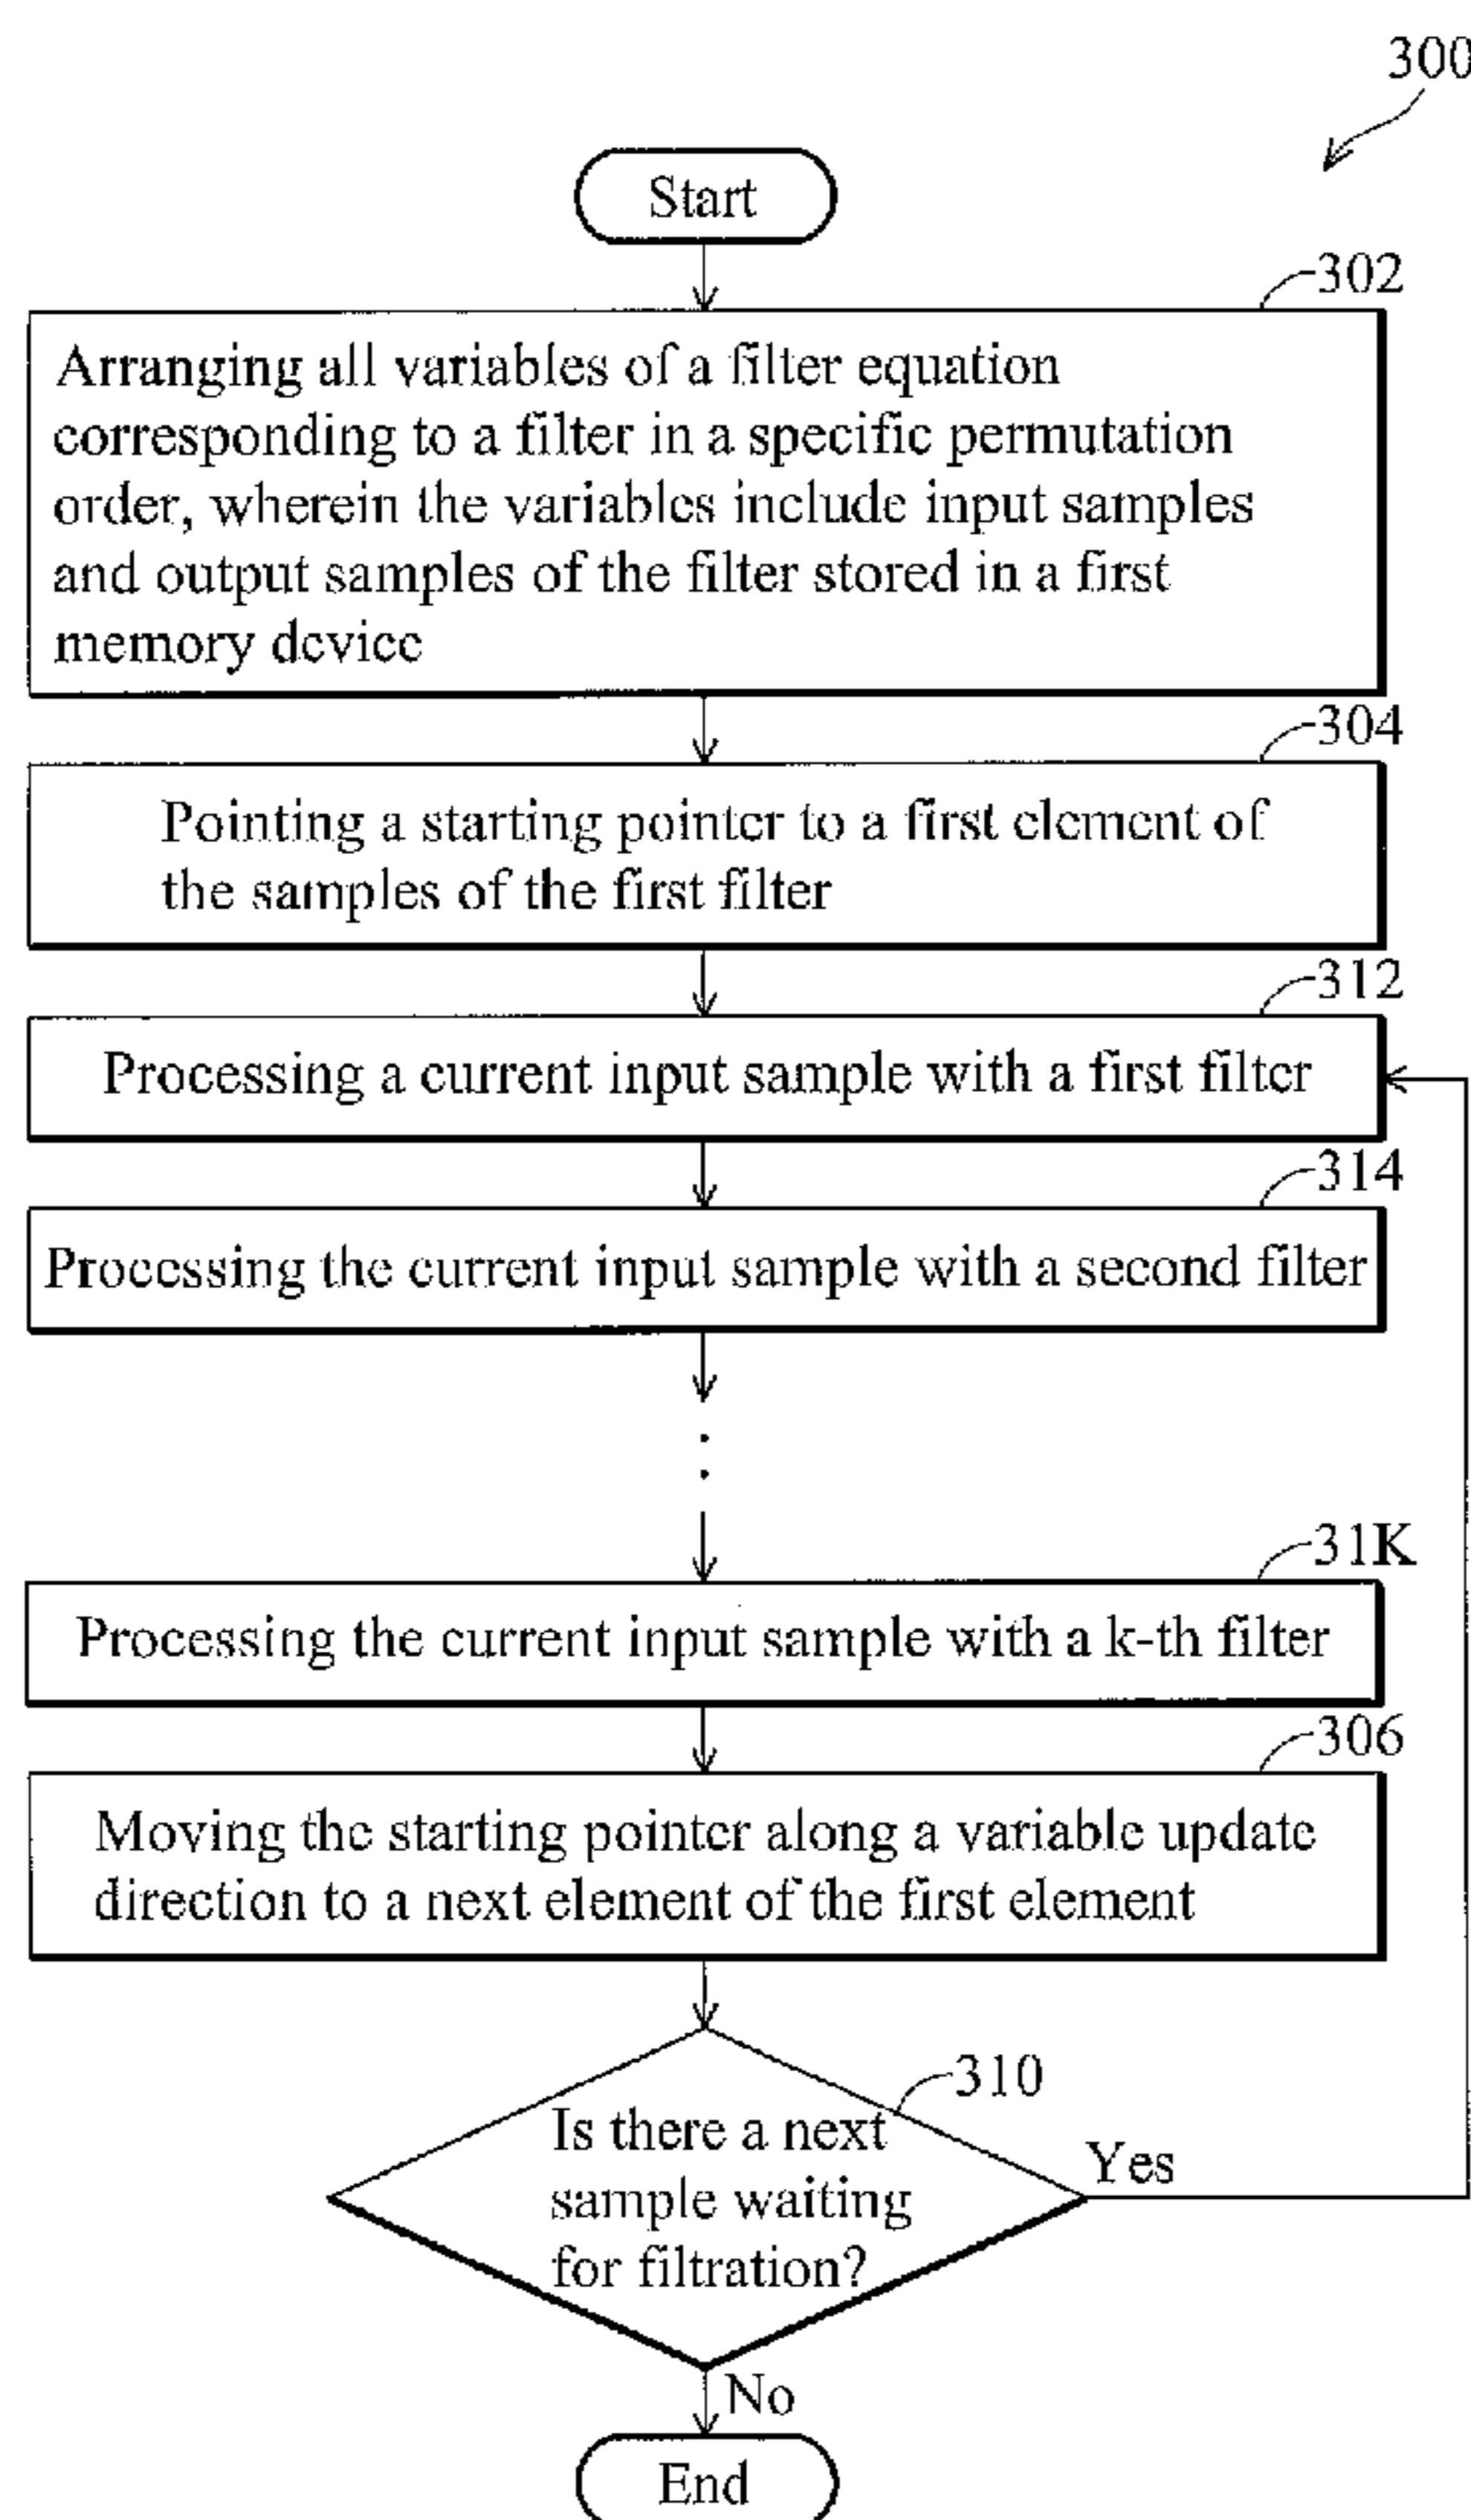 300
Start
302
Arranging all variables of a filter equation
corresponding to a filter in a specific permutation
order, wherein the variables include input samples
and output samples of the filter stored in a first
memory device
304
Pointing a starting pointer to a first element of
the samples of the first filter
312
Processing a current input sample with a first filter
314
Processing the current input sample with a second filter
31K
Processing the current input sample with a k-th filter
306
Moving the starting pointer along a variable update
direction to a next element of the first element
310
Is there a next
sample waiting
for filtration?
Yes
No
End